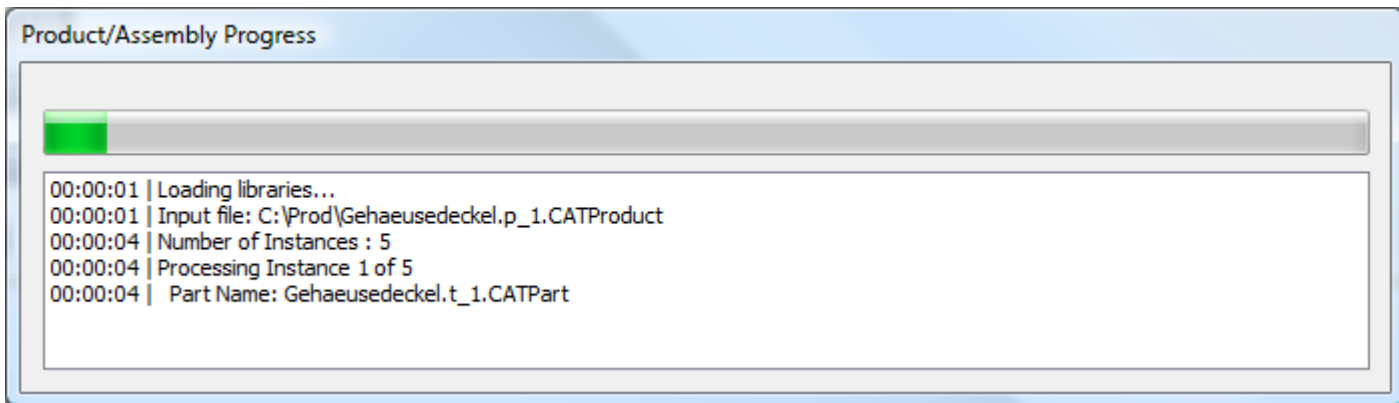 Product/Assembly Progress
00:00:01 | Loading libraries...
00:00:01 | Input file: C:\Prod\Gehaeusedeckel.p_1.CATProduct
00:00:04 | Number of Instances : 5
00:00:04 | Processing Instance 1 of 5
00:00:04 |   Part Name: Gehaeusedeckel.t_1.CATPart